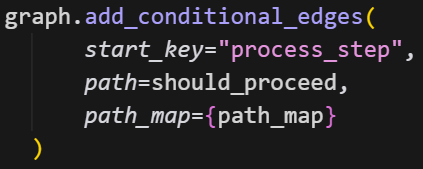 graph.add_conditional_edges(
start_key="process_step",
path=should_proceed,
path_map={path_map}
)